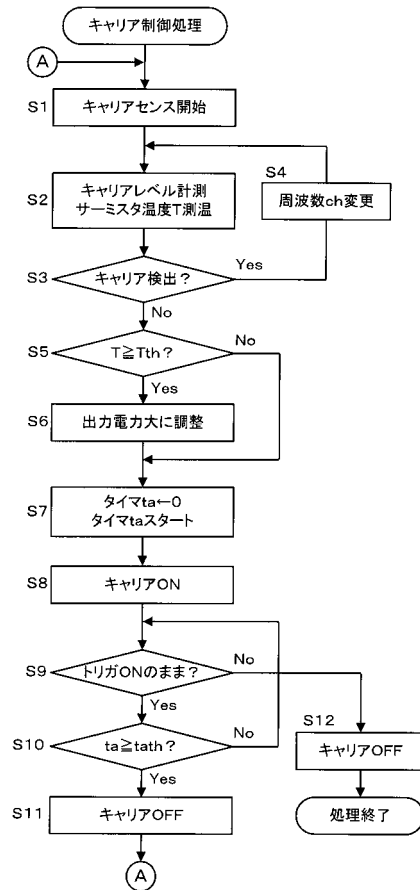 キャリア制御処理
A
S1
キャリアセンス開始
S4
周波数ch変更
S2
キャリアレベル計測
サーミスタ温度T測温
S3
キャリア検出？
Yes
No
S5
T≧Tth？
No
Yes
S6
出力電力大に調整
S7
タイマta←0
タイマtaスタート
S8
キャリアON
S9
トリガONのまま？
No
Yes
S12
キャリアOFF
S10
ta≧tath？
No
Yes
S11
キャリアOFF
処理終了
A